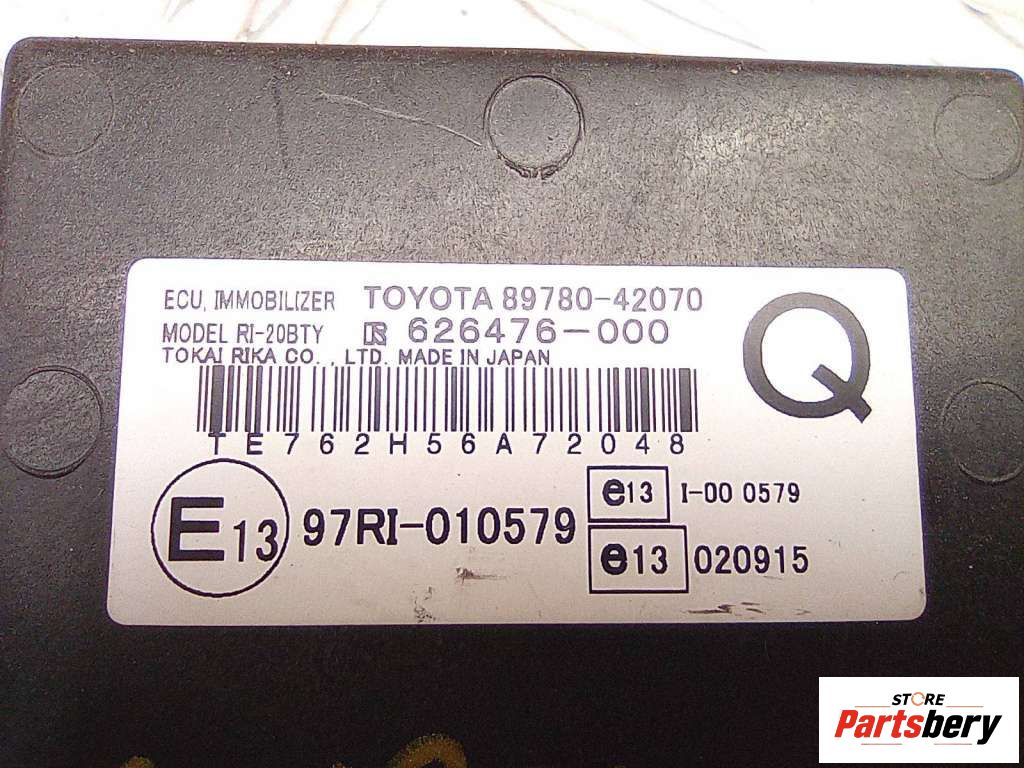 ECU, IMMOBILIZER TOYOTA 89780-42070
MODEL RI-20BTY 626476-000
TOKAI RIKA CO., LTD. MADE IN JAPAN
Q
TE762H56A72048
E13 97RI-010579
e13 I-00 0579
e13 020915
STORE
Partsbery